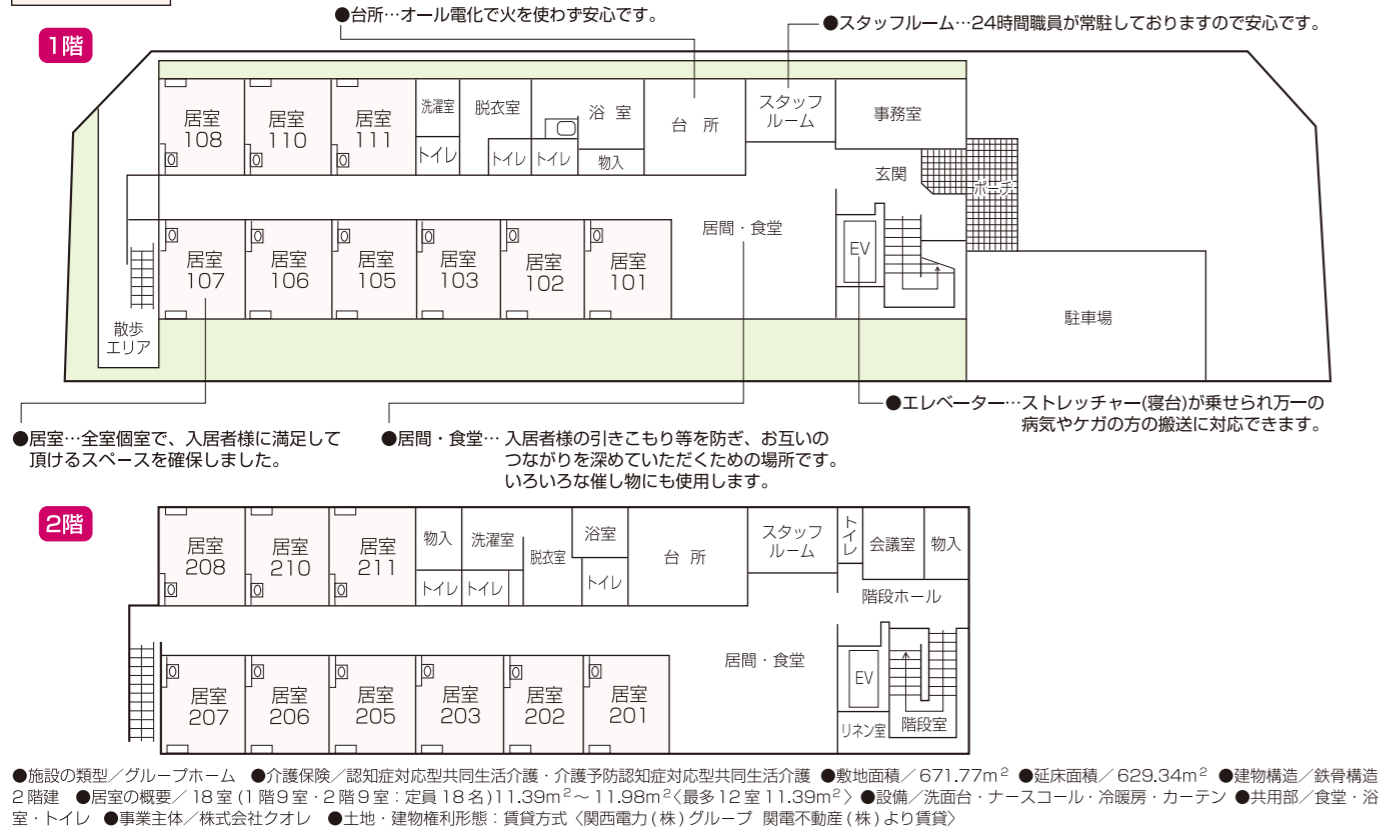 ●台所…オール電化で火を使わず安心です。
●スタッフルーム…24時間職員が常駐しておりますので安心です。
1階
居室
108
居室
110
居室
111
洗濯室
脱衣室
浴 室
台 所
スタッフ
ルーム
事務室
トイレ
トイレ
トイレ
物入
玄関
ポーチ
居間・食堂
EV
居室
107
居室
106
居室
105
居室
103
居室
102
居室
101
散歩
エリア
駐車場
●居室…全室個室で、入居者様に満足して
頂けるスペースを確保しました。
●居間・食堂… 入居者様の引きこもり等を防ぎ、お互いの
つながりを深めていただくための場所です。
いろいろな催し物にも使用します。
●エレベーター…ストレッチャー(寝台)が乗せられ万一の
病気やケガの方の搬送に対応できます。
2階
居室
208
居室
210
居室
211
物入
洗濯室
脱衣室
浴室
台 所
スタッフ
ルーム
トイレ
会議室
物入
トイレ
トイレ
トイレ
階段ホール
居間・食堂
EV
リネン室
階段室
居室
207
居室
206
居室
205
居室
203
居室
202
居室
201
●施設の類型／グループホーム ●介護保険／認知症対応型共同生活介護・介護予防認知症対応型共同生活介護 ●敷地面積／671.77m² ●延床面積／629.34m² ●建物構造／鉄骨構造
2階建 ●居室の概要／18室(1階9室・2階9室：定員18名)11.39m²～11.98m²〈最多12室11.39m²〉 ●設備／洗面台・ナースコール・冷暖房・カーテン ●共用部／食堂・浴
室・トイレ ●事業主体／株式会社クオレ ●土地・建物権利形態：賃貸方式〈関西電力(株)グループ 関電不動産(株)より賃貸〉